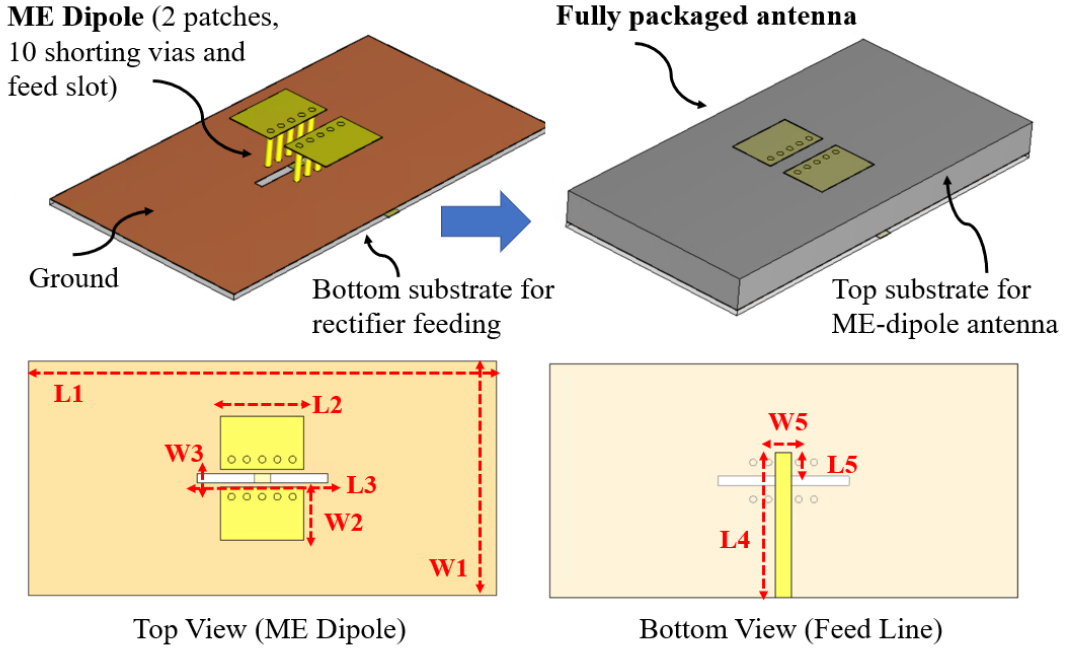 ME Dipole (2 patches,
10 shorting vias and
feed slot)
Fully packaged antenna
Ground
Bottom substrate for
rectifier feeding
Top substrate for
ME-dipole antenna
L1
L2
W3
L3
W2
W1
W5
L5
L4
Top View (ME Dipole)
Bottom View (Feed Line)